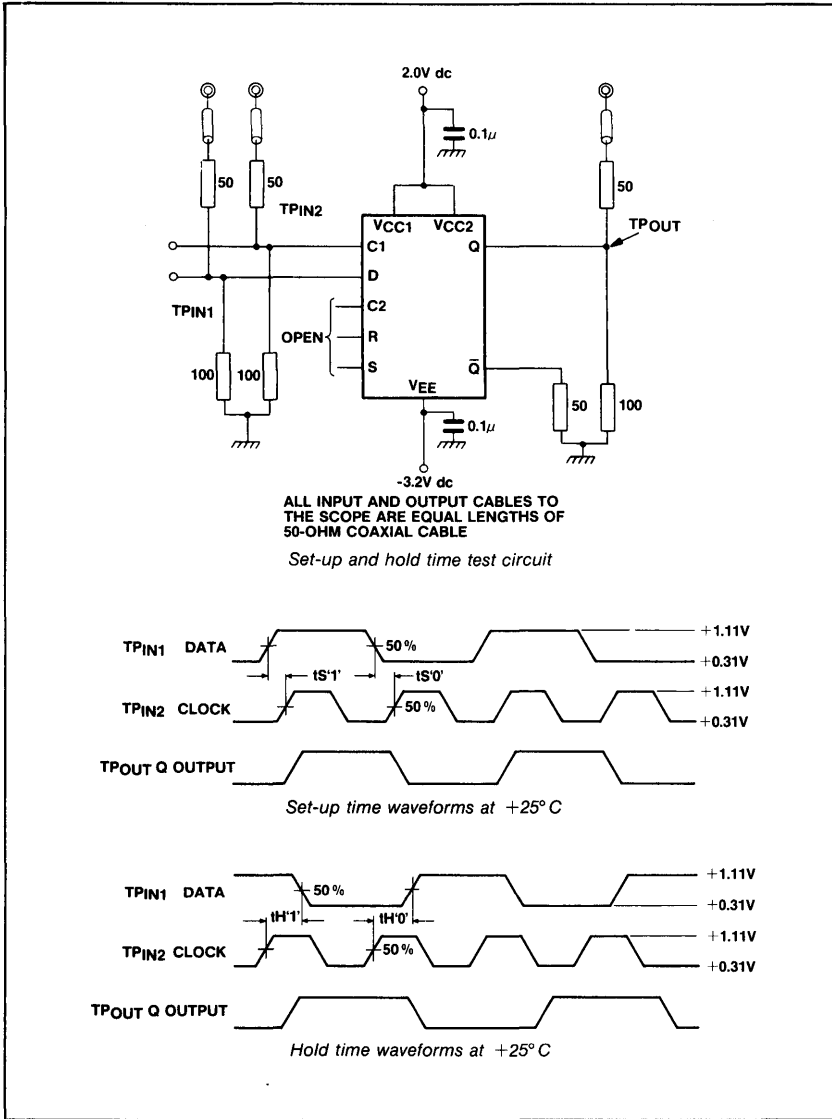 2.0V dc
0.1μ
50
50
50
TPIN2
TPOUT
VCC1 VCC2
C1
Q
D
TPIN1
C2
OPEN
R
S
Q̅
100
100
VEE
50
100
0.1μ
-3.2V dc
ALL INPUT AND OUTPUT CABLES TO
THE SCOPE ARE EQUAL LENGTHS OF
50-OHM COAXIAL CABLE
Set-up and hold time test circuit
TPIN1 DATA
50%
+1.11V
+0.31V
tS'1'
tS'0'
TPIN2 CLOCK
50%
+1.11V
+0.31V
TPOUT Q OUTPUT
Set-up time waveforms at +25°C
TPIN1 DATA
50%
+1.11V
+0.31V
tH'1'
tH'0'
TPIN2 CLOCK
50%
+1.11V
+0.31V
TPOUT Q OUTPUT
Hold time waveforms at +25°C